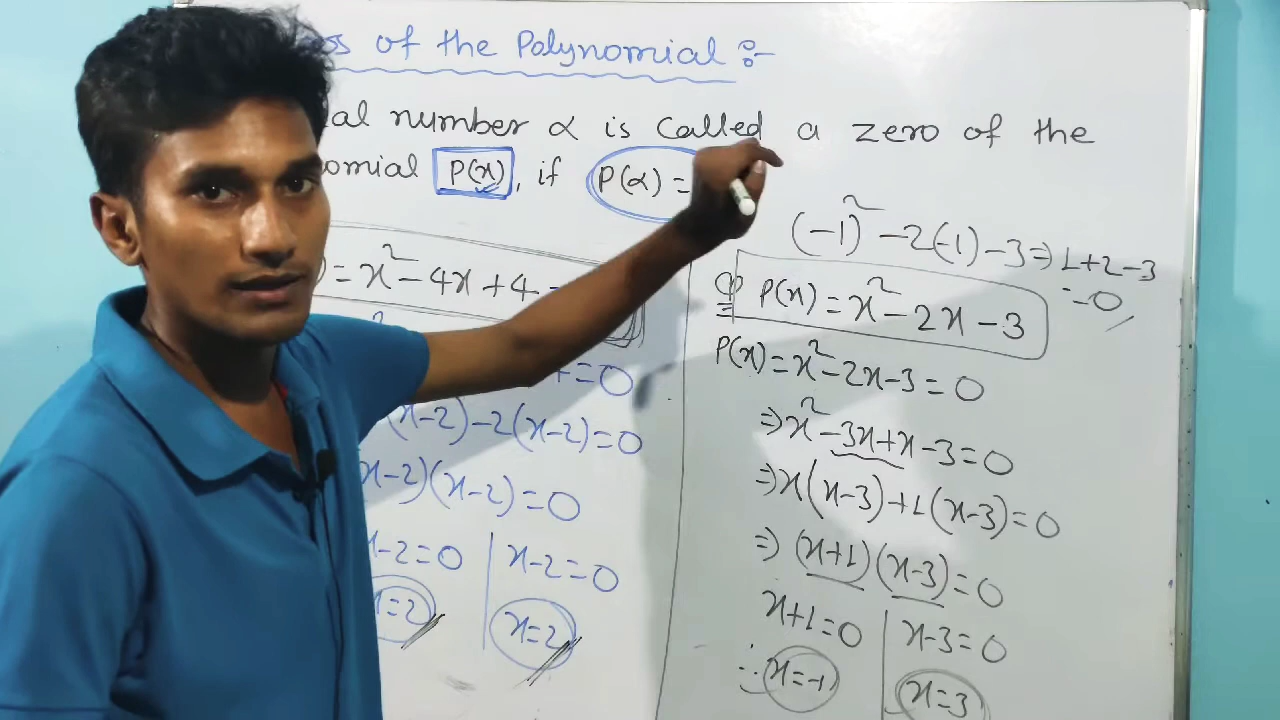 of the Polynomial :-
number α is called a zero of the
P(x), if P(α) =
= x² - 4x + 4
= 0
(x-2) - 2(x-2) = 0
x-2)(x-2) = 0
-2=0 | x-2=0
=2 | x=2
(-1)² - 2(-1) - 3 ⇒ 1+2-3
= 0
P(x) = x² - 2x - 3
P(x) = x² - 2x - 3 = 0
⇒ x² - 3x + x - 3 = 0
⇒ x(x-3) + 1(x-3) = 0
⇒ (x+1)(x-3) = 0
x+1=0 | x-3=0
∴ x=-1 | x=3